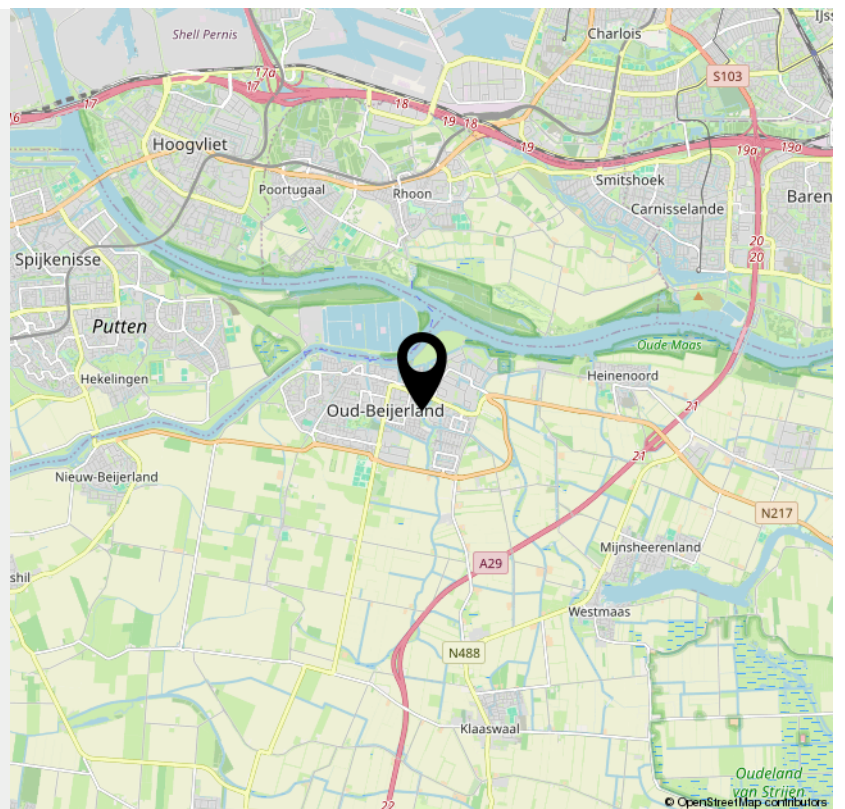 Shell Pernis
Charlois
IJss
S103
17a
17
17
16
18
19
18
19
19a
19a
Hoogvliet
Poortugaal
Rhoon
Smitshoek
Carnisselande
Baren
20
20
Spijkenisse
Putten
Hekelingen
Oude Maas
Heinenoord
Oud-Beijerland
21
21
Nieuw-Beijerland
N217
A29
Mijnsheerenland
shil
Westmaas
N488
Klaaswaal
Oudeland
van Strijen
22
© OpenStreetMap contributors